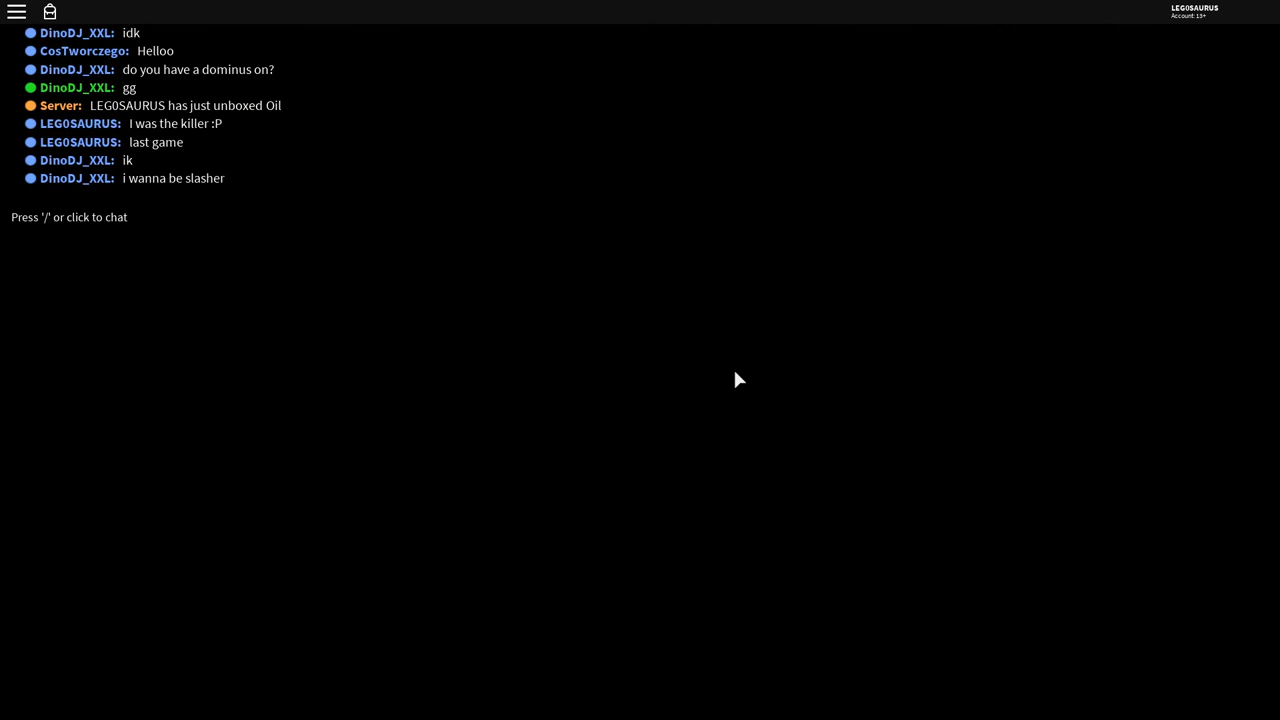 LEG0SAURUS
Account: 13+
DinoDJ_XXL: idk
CosTworczego: Helloo
DinoDJ_XXL: do you have a dominus on?
DinoDJ_XXL: gg
Server: LEG0SAURUS has just unboxed Oil
LEG0SAURUS: I was the killer :P
LEG0SAURUS: last game
DinoDJ_XXL: ik
DinoDJ_XXL: i wanna be slasher
Press '/' or click to chat